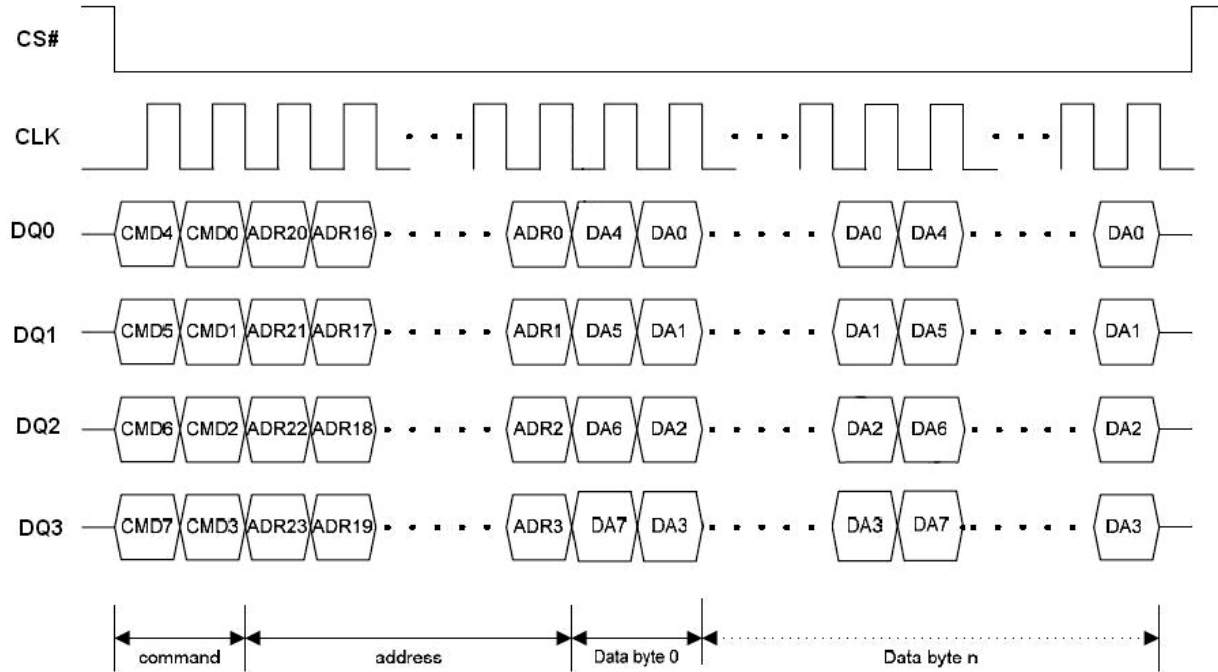 CS#
CLK
DQ0 CMD4 CMD0 ADR20 ADR16 ADR0 DA4 DA0 DA0 DA4 DA0
DQ1 CMD5 CMD1 ADR21 ADR17 ADR1 DA5 DA1 DA1 DA5 DA1
DQ2 CMD6 CMD2 ADR22 ADR18 ADR2 DA6 DA2 DA2 DA6 DA2
DQ3 CMD7 CMD3 ADR23 ADR19 ADR3 DA7 DA3 DA3 DA7 DA3
command address Data byte 0 Data byte n